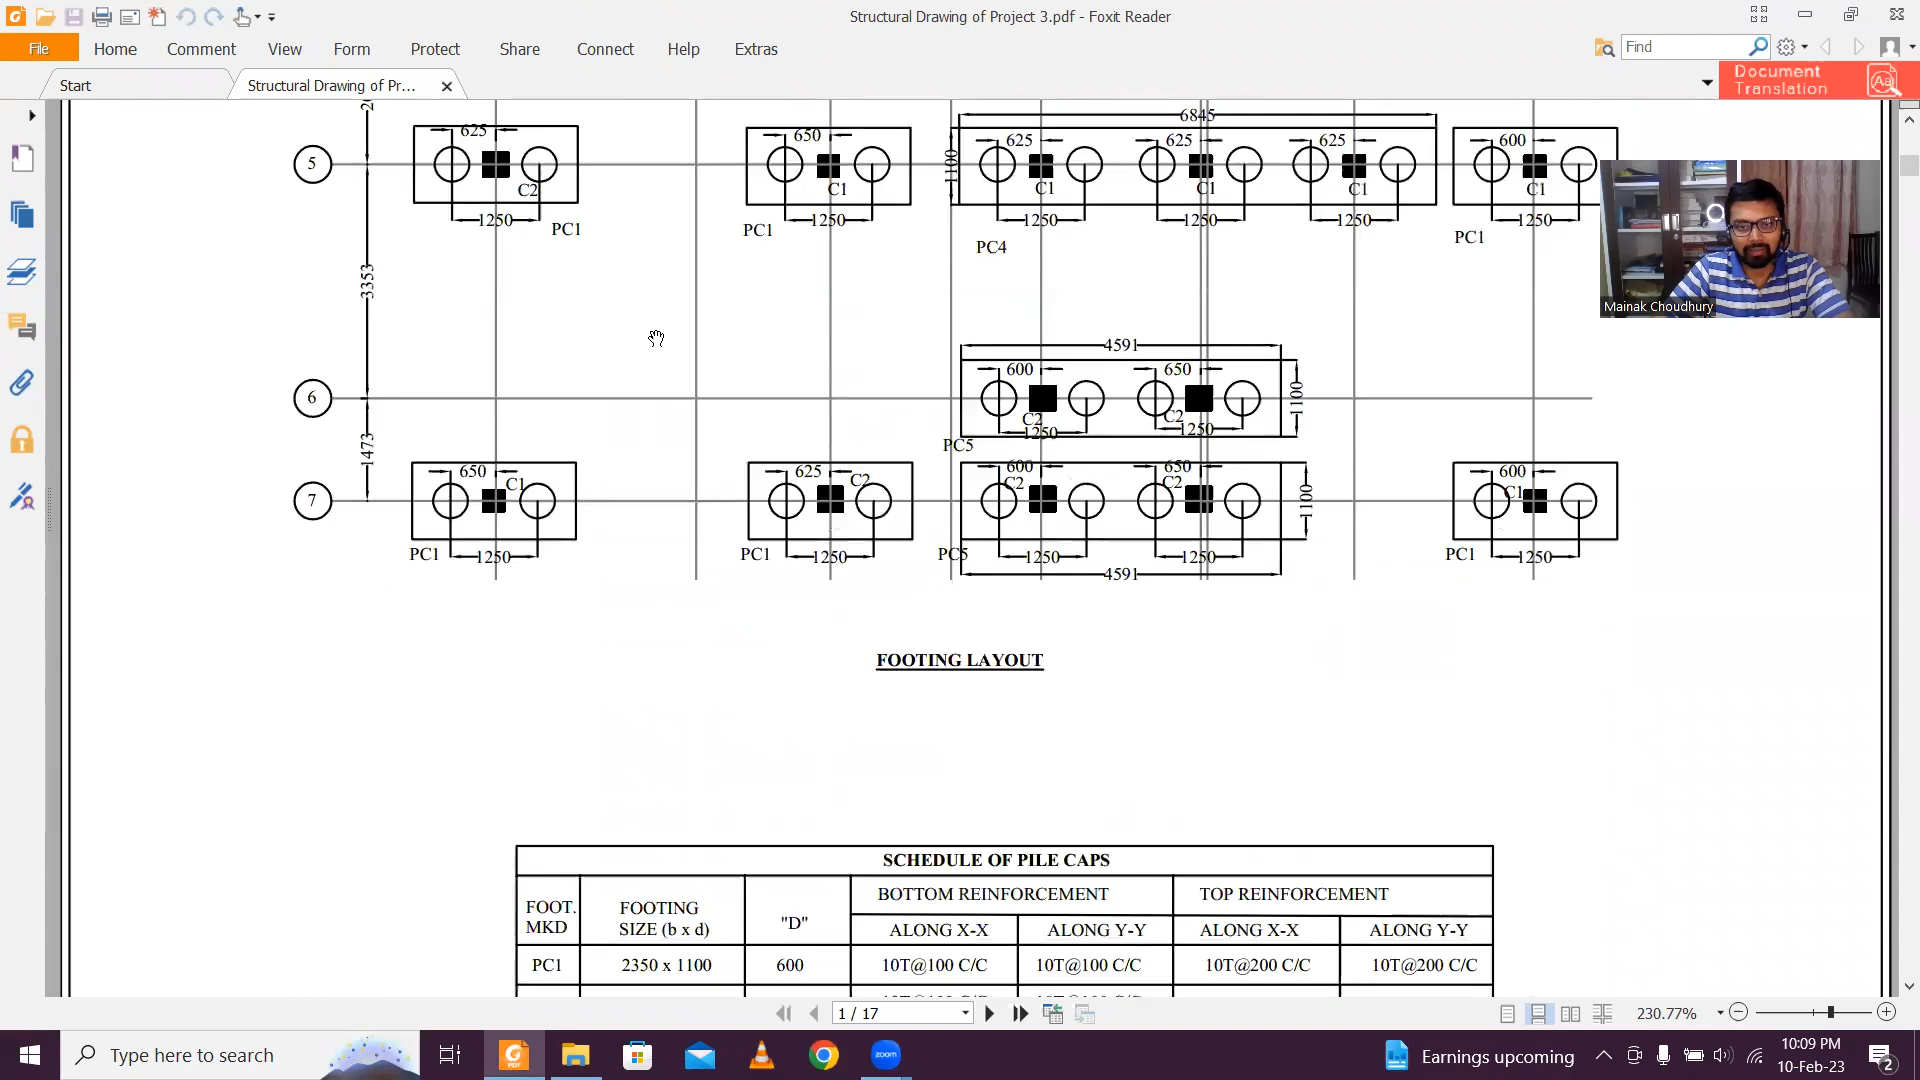 Structural Drawing of Project 3.pdf - Foxit Reader
File Home Comment View Form Protect Share Connect Help Extras
Find
Start
Structural Drawing of Pr...
Document
Translation
6845
625 650 625 625 625 600
5
1100
C2 C1 C1 C1 C1 C1
1250 1250 1250 1250 1250 1250
PC1 PC1 PC4 PC1
3353
Mainak Choudhury
4591
600 650
6
1100
C2 C2
1250 1250
PC5
1473
650 625 600 650 600
C1 C2 C2 C2 C1
7
1100
PC1 PC1 PC5 PC1
1250 1250 1250 1250 1250
4591
FOOTING LAYOUT
SCHEDULE OF PILE CAPS
FOOT. MKD
FOOTING SIZE (b x d)
"D"
BOTTOM REINFORCEMENT
TOP REINFORCEMENT
ALONG X-X ALONG Y-Y ALONG X-X ALONG Y-Y
PC1 2350 x 1100 600 10T@100 C/C 10T@100 C/C 10T@200 C/C 10T@200 C/C
1 / 17
230.77%
Type here to search
zoom
Earnings upcoming
10:09 PM
10-Feb-23
2